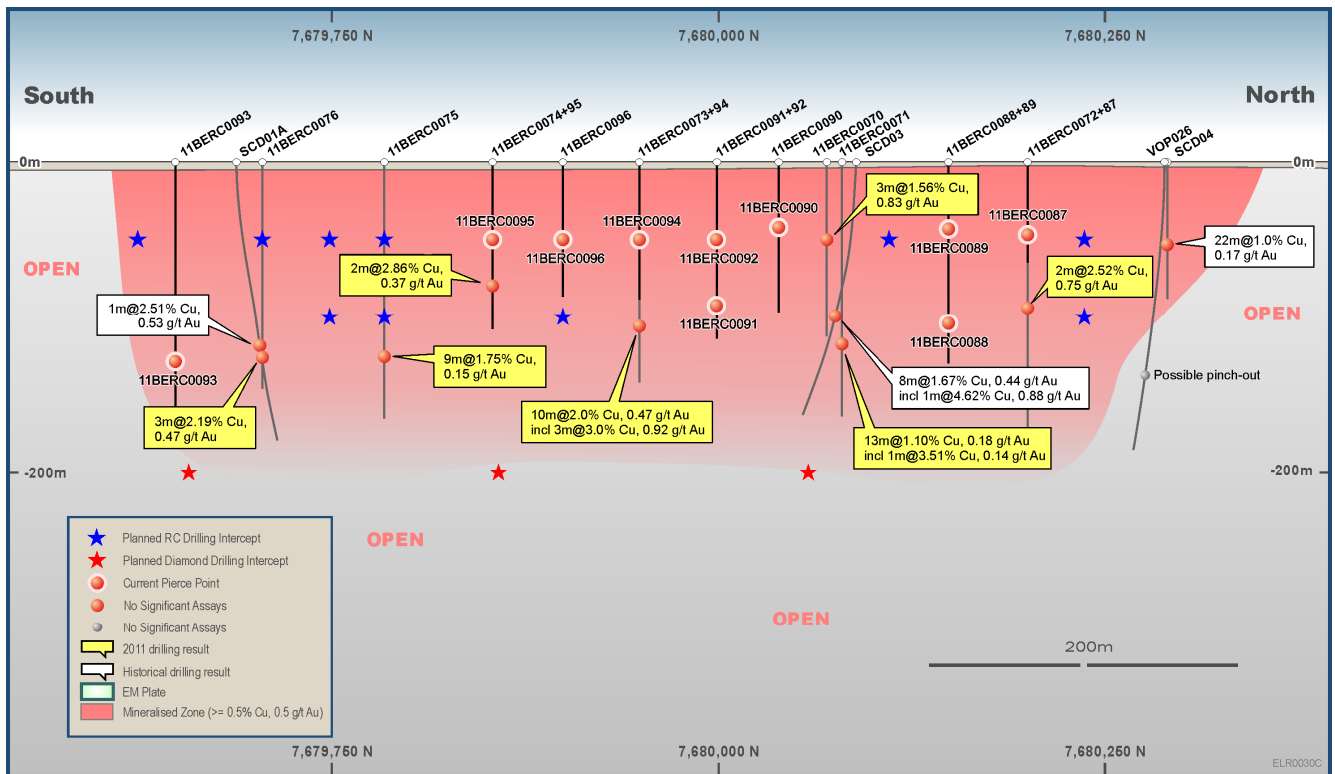 7,679,750 N
7,680,000 N
7,680,250 N
South
North
11BERC0093
SCD01A
11BERC0076
11BERC0075
11BERC0074+95
11BERC0096
11BERC0073+94
11BERC0091+92
11BERC0090
11BERC0070
11BERC0071
SCD03
11BERC0088+89
11BERC0072+87
VOP026
SCD04
0m
0m
3m@1.56% Cu,
0.83 g/t Au
11BERC0095
11BERC0096
11BERC0094
11BERC0092
11BERC0090
11BERC0089
11BERC0087
22m@1.0% Cu,
0.17 g/t Au
OPEN
2m@2.86% Cu,
0.37 g/t Au
2m@2.52% Cu,
0.75 g/t Au
1m@2.51% Cu,
0.53 g/t Au
OPEN
11BERC0091
11BERC0088
11BERC0093
9m@1.75% Cu,
0.15 g/t Au
8m@1.67% Cu, 0.44 g/t Au
incl 1m@4.62% Cu, 0.88 g/t Au
Possible pinch-out
3m@2.19% Cu,
0.47 g/t Au
10m@2.0% Cu, 0.47 g/t Au
incl 3m@3.0% Cu, 0.92 g/t Au
13m@1.10% Cu, 0.18 g/t Au
incl 1m@3.51% Cu, 0.14 g/t Au
-200m
-200m
OPEN
OPEN
Planned RC Drilling Intercept
Planned Diamond Drilling Intercept
Current Pierce Point
No Significant Assays
No Significant Assays
2011 drilling result
Historical drilling result
EM Plate
Mineralised Zone (>= 0.5% Cu, 0.5 g/t Au)
200m
7,679,750 N
7,680,000 N
7,680,250 N
ELR0030C